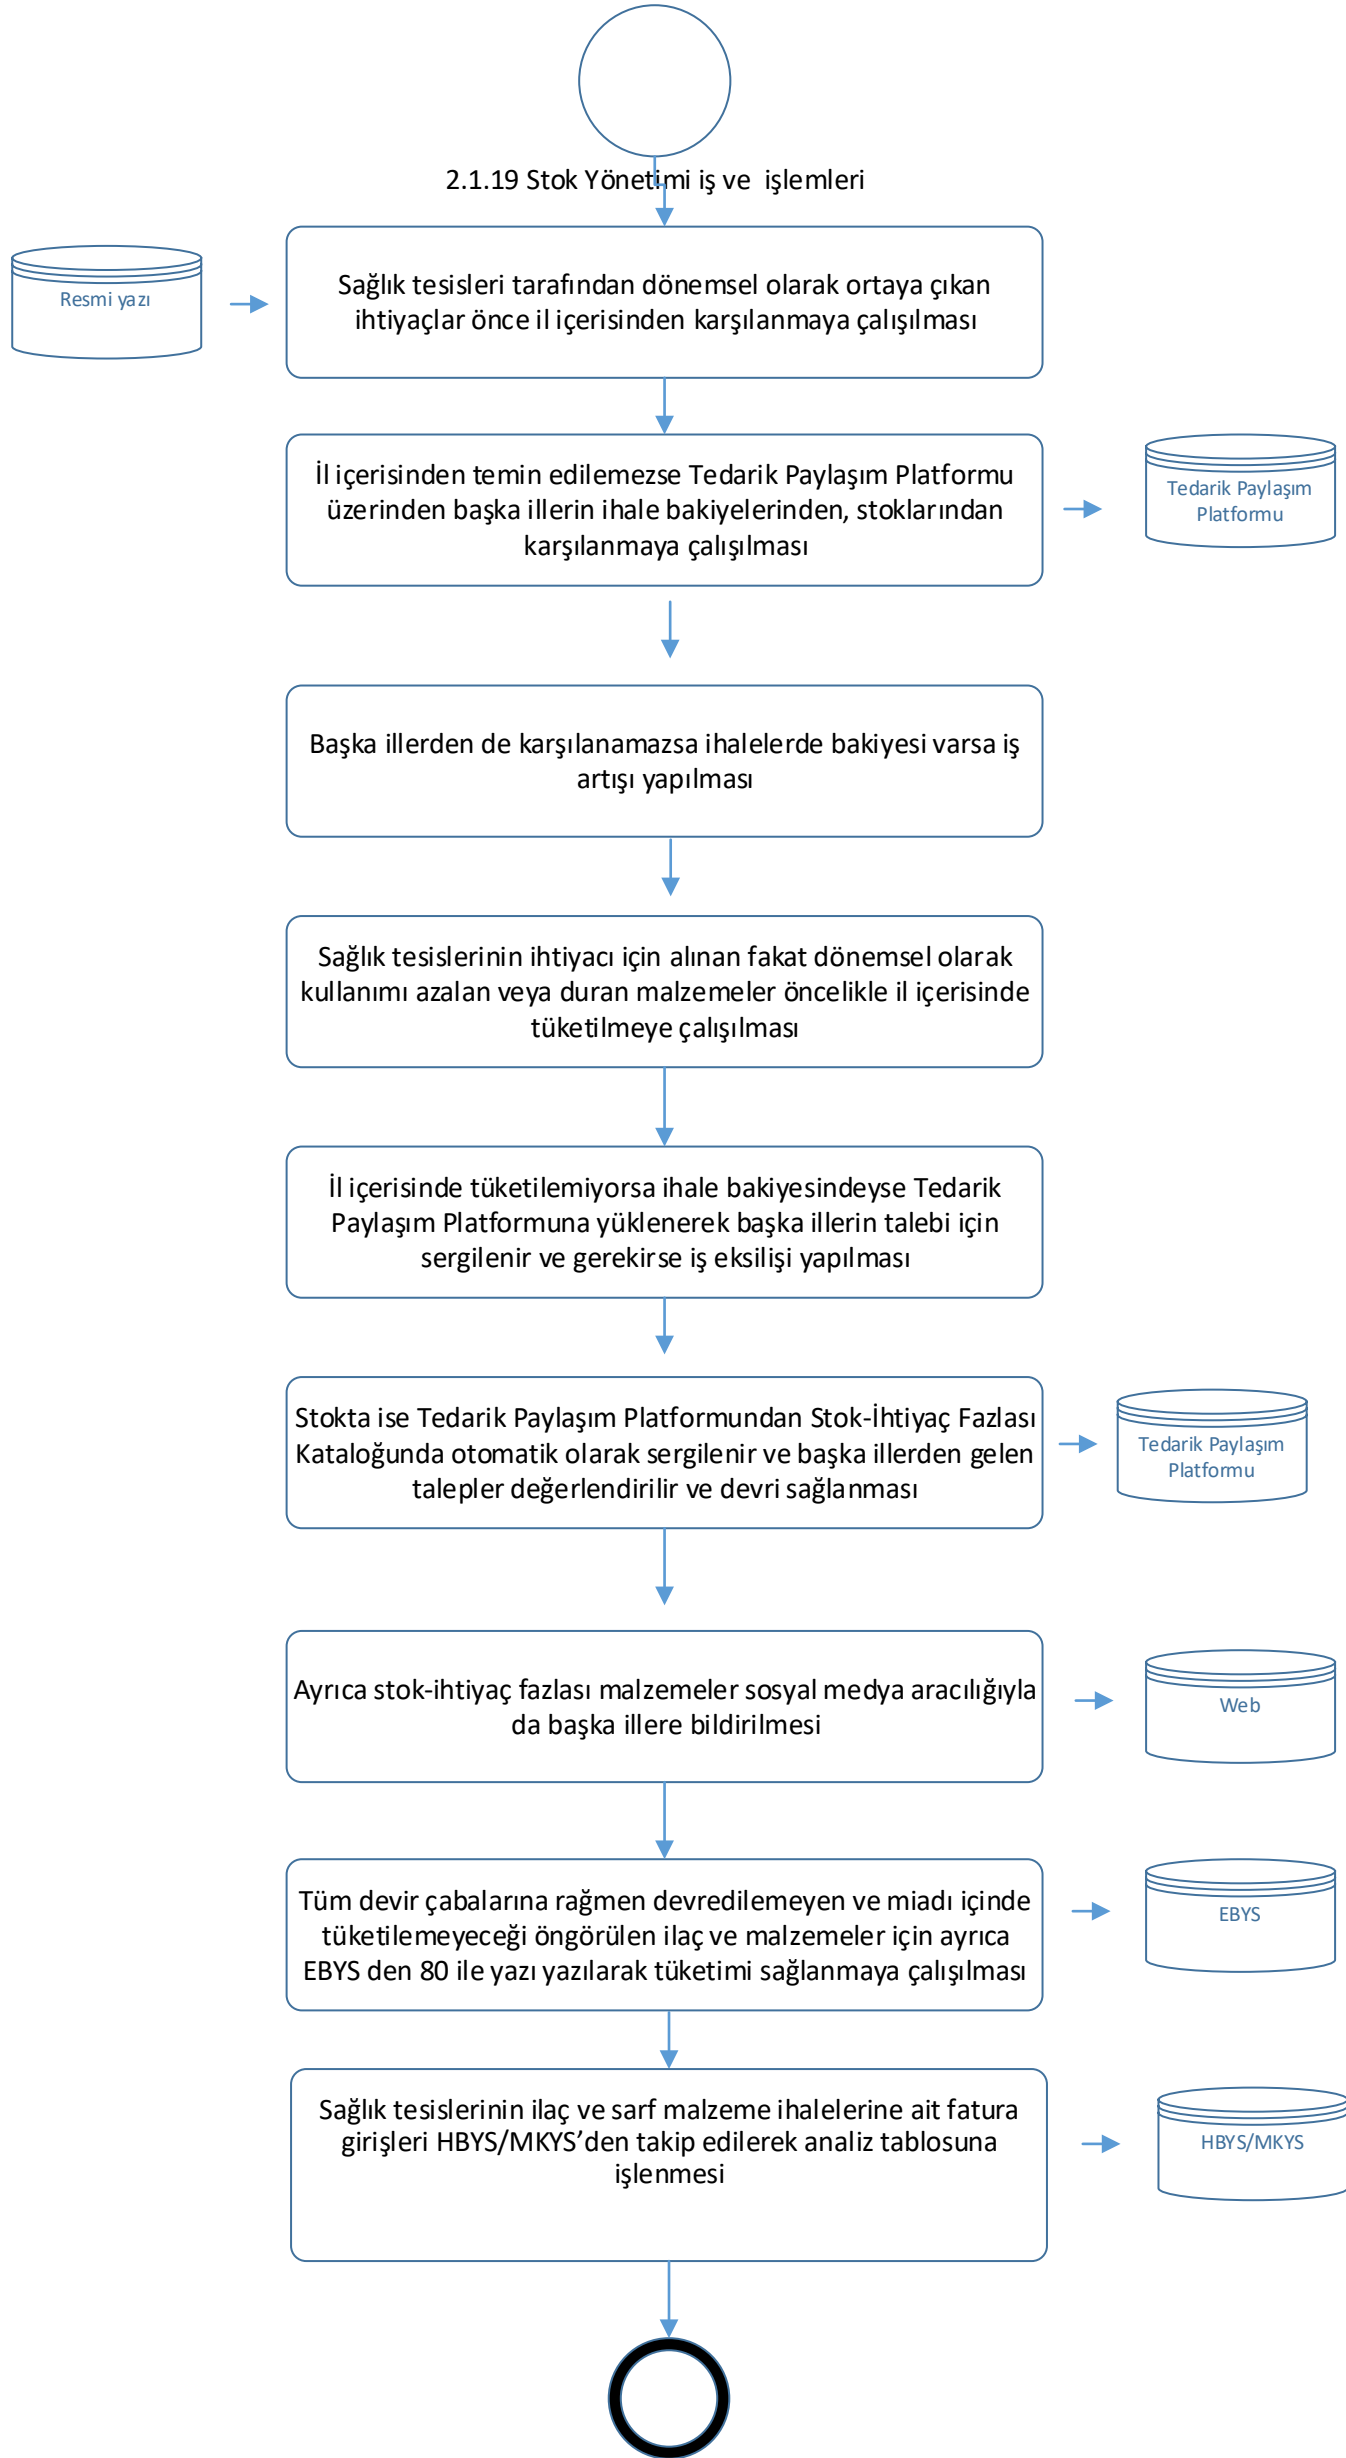 2.1.19 Stok Yönetimi iş ve  işlemleri
Resmi yazı
Sağlık tesisleri tarafından dönemsel olarak ortaya çıkan
ihtiyaçlar önce il içerisinden karşılanmaya çalışılması
İl içerisinden temin edilemezse Tedarik Paylaşım Platformu
üzerinden başka illerin ihale bakiyelerinden, stoklarından
karşılanmaya çalışılması
Tedarik Paylaşım
Platformu
Başka illerden de karşılanamazsa ihalelerde bakiyesi varsa iş
artışı yapılması
Sağlık tesislerinin ihtiyacı için alınan fakat dönemsel olarak
kullanımı azalan veya duran malzemeler öncelikle il içerisinde
tüketilmeye çalışılması
İl içerisinde tüketilemiyorsa ihale bakiyesindeyse Tedarik
Paylaşım Platformuna yüklenerek başka illerin talebi için
sergilenir ve gerekirse iş eksilişi yapılması
Stokta ise Tedarik Paylaşım Platformundan Stok-İhtiyaç Fazlası
Kataloğunda otomatik olarak sergilenir ve başka illerden gelen
talepler değerlendirilir ve devri sağlanması
Tedarik Paylaşım
Platformu
Ayrıca stok-ihtiyaç fazlası malzemeler sosyal medya aracılığıyla
da başka illere bildirilmesi
Web
Tüm devir çabalarına rağmen devredilemeyen ve miadı içinde
tüketilemeyeceği öngörülen ilaç ve malzemeler için ayrıca
EBYS den 80 ile yazı yazılarak tüketimi sağlanmaya çalışılması
EBYS
Sağlık tesislerinin ilaç ve sarf malzeme ihalelerine ait fatura
girişleri HBYS/MKYS’den takip edilerek analiz tablosuna
işlenmesi
HBYS/MKYS